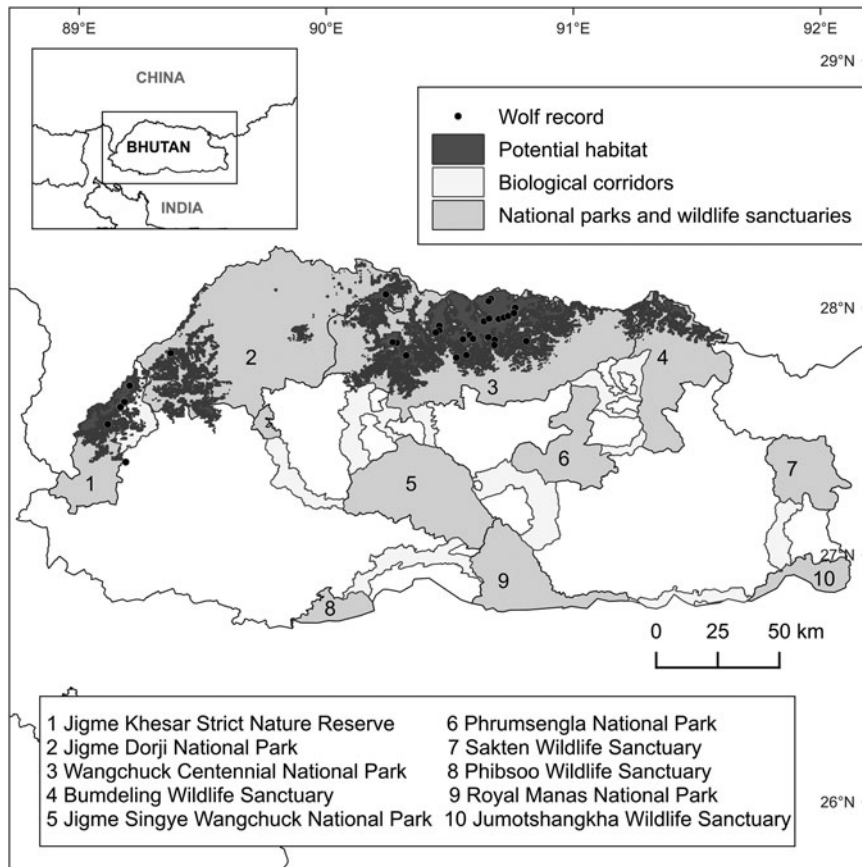 89°E 90°E 91°E 92°E
29°N
CHINA
BHUTAN
INDIA
Wolf record
Potential habitat
Biological corridors
National parks and wildlife sanctuaries
28°N
2
3
4
1
5
6
7
27°N
8
9
10
0 25 50 km
1 Jigme Khesar Strict Nature Reserve
2 Jigme Dorji National Park
3 Wangchuck Centennial National Park
4 Bumdeling Wildlife Sanctuary
5 Jigme Singye Wangchuck National Park
6 Phrumsengla National Park
7 Sakten Wildlife Sanctuary
8 Phibsoo Wildlife Sanctuary
9 Royal Manas National Park
10 Jumotshangkha Wildlife Sanctuary
26°N